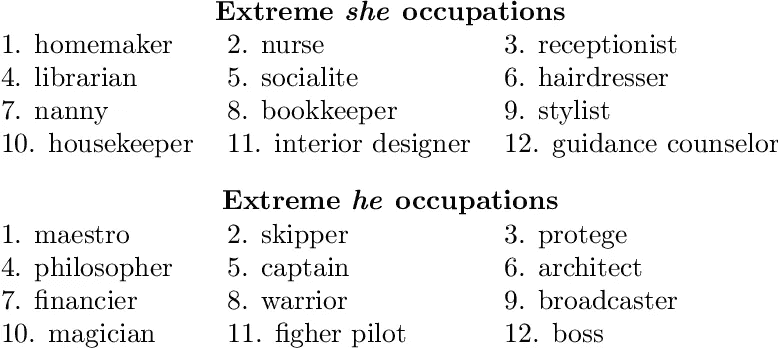 Extreme she occupations
1. homemaker 2. nurse 3. receptionist
4. librarian 5. socialite 6. hairdresser
7. nanny 8. bookkeeper 9. stylist
10. housekeeper 11. interior designer 12. guidance counselor
Extreme he occupations
1. maestro 2. skipper 3. protege
4. philosopher 5. captain 6. architect
7. financier 8. warrior 9. broadcaster
10. magician 11. figher pilot 12. boss